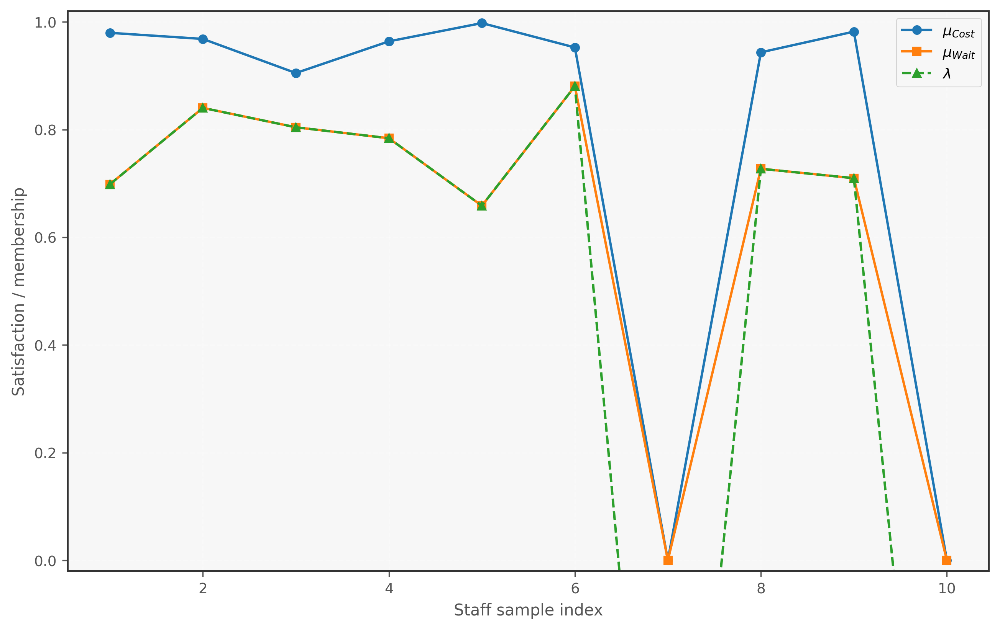 1.0
0.8
0.6
0.4
0.2
0.0
Satisfaction / membership
2 4 6 8 10
Staff sample index
μCost
μWait
λ